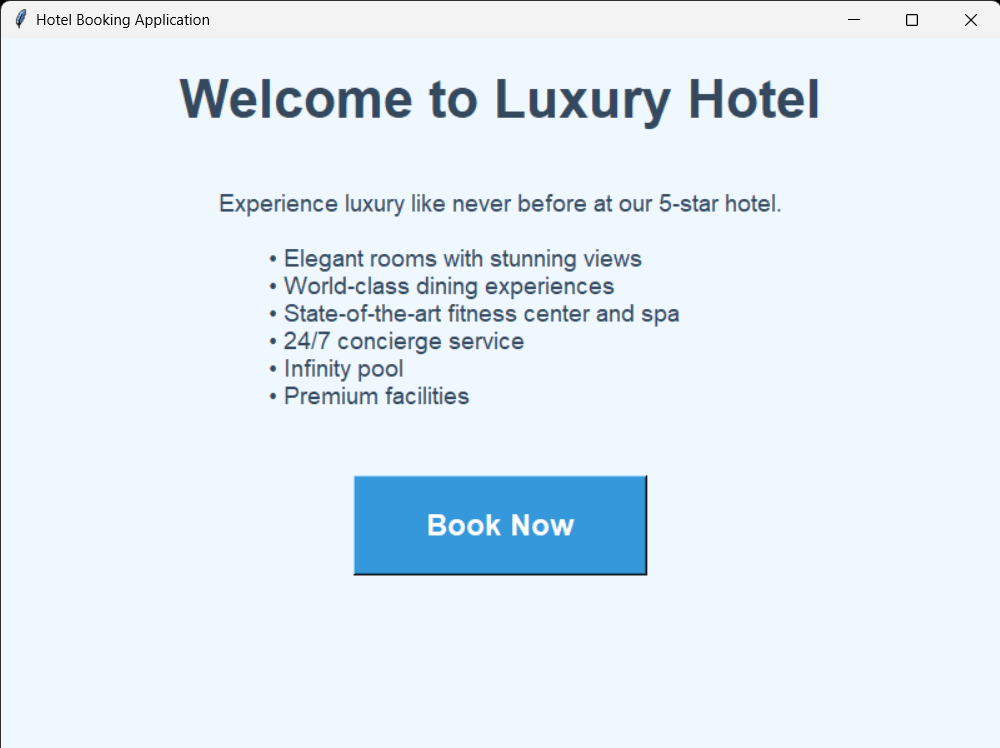 Hotel Booking Application
Welcome to Luxury Hotel
Experience luxury like never before at our 5-star hotel.
• Elegant rooms with stunning views
• World-class dining experiences
• State-of-the-art fitness center and spa
• 24/7 concierge service
• Infinity pool
• Premium facilities
Book Now